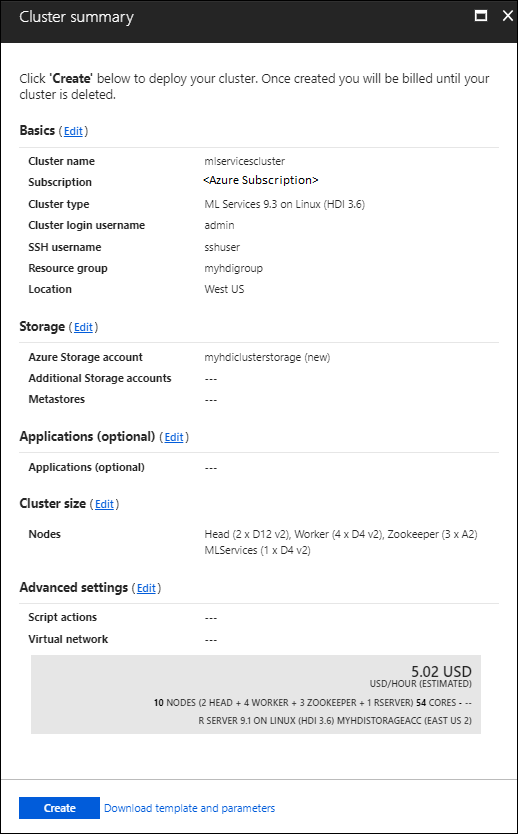 Cluster summary
Click 'Create' below to deploy your cluster. Once created you will be billed until your
cluster is deleted.
Basics (Edit)
Cluster name mlservicescluster
Subscription <Azure Subscription>
Cluster type ML Services 9.3 on Linux (HDI 3.6)
Cluster login username admin
SSH username sshuser
Resource group myhdigroup
Location West US
Storage (Edit)
Azure Storage account myhdiclusterstorage (new)
Additional Storage accounts ---
Metastores ---
Applications (optional) (Edit)
Applications (optional) ---
Cluster size (Edit)
Nodes Head (2 x D12 v2), Worker (4 x D4 v2), Zookeeper (3 x A2)
MLServices (1 x D4 v2)
Advanced settings (Edit)
Script actions ---
Virtual network ---
5.02 USD
USD/HOUR (ESTIMATED)
10 NODES (2 HEAD + 4 WORKER + 3 ZOOKEEPER + 1 RSERVER) 54 CORES - --
R SERVER 9.1 ON LINUX (HDI 3.6) MYHDISTORAGEACC (EAST US 2)
Create Download template and parameters